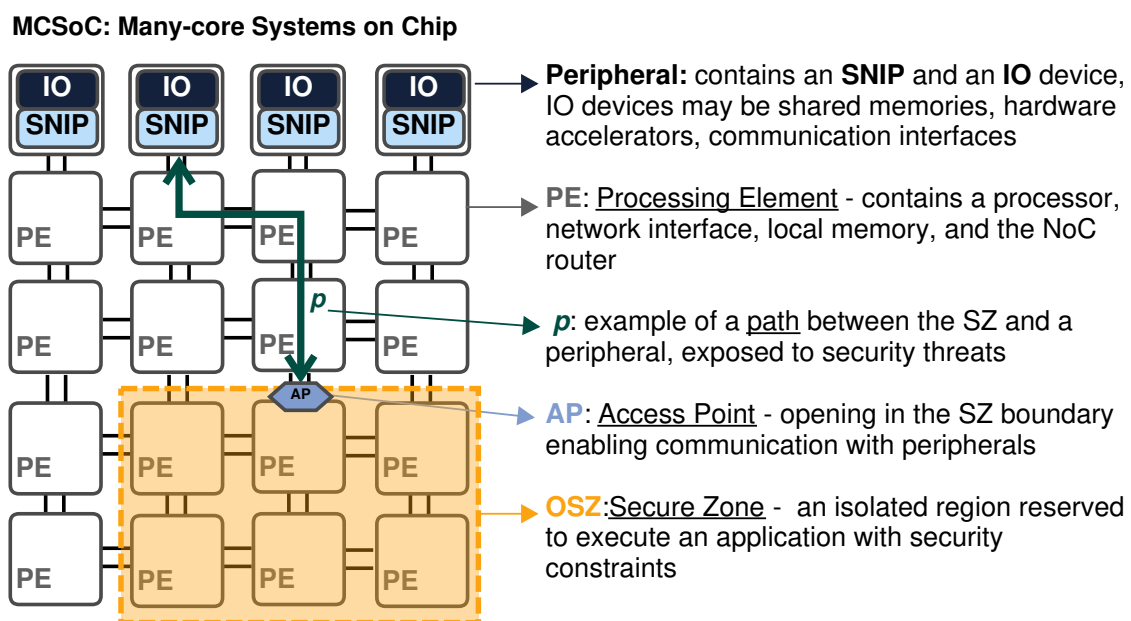 MCSoC: Many-core Systems on Chip
IO IO IO IO
SNIP SNIP SNIP SNIP
Peripheral: contains an SNIP and an IO device,
IO devices may be shared memories, hardware
accelerators, communication interfaces
PE PE PE PE
PE: Processing Element - contains a processor,
network interface, local memory, and the NoC
router
PE PE PE PE
p
p: example of a path between the SZ and a
peripheral, exposed to security threats
AP
AP: Access Point - opening in the SZ boundary
enabling communication with peripherals
PE PE PE PE
OSZ:Secure Zone - an isolated region reserved
to execute an application with security
constraints
PE PE PE PE